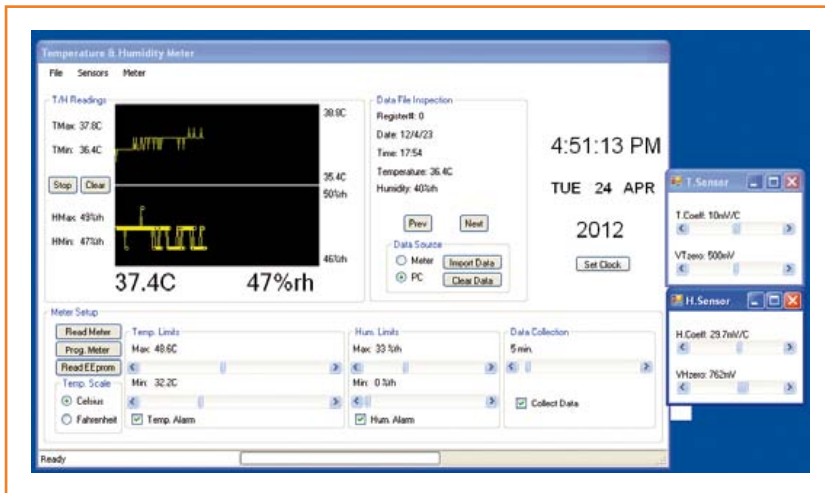 Temperature & Humidity Meter
File Sensors Meter
T/H Readings
TMax: 37.8C
TMin: 36.4C
Stop Clear
HMax: 49%rh
HMin: 47%rh
38.8C
35.4C
50%rh
46%rh
37.4C 47%rh
Data File Inspection
Register#: 0
Date: 12/4/23
Time: 17:54
Temperature: 36.4C
Humidity: 40%rh
Prev Next
Data Source
Meter Import Data
PC Clear Data
4:51:13 PM
TUE 24 APR
2012
Set Clock
Meter Setup
Read Meter
Prog. Meter
Read EEprom
Temp. Scale
Celsius
Fahrenheit
Temp. Limits
Max: 48.6C
Min: 32.2C
Temp. Alarm
Hum. Limits
Max: 33 %rh
Min: 0 %rh
Hum. Alarm
Data Collection
5 min.
Collect Data
Ready
T.Sensor
T.Coeff: 10mV/C
VTzero: 500mV
H.Sensor
H.Coeff: 29.7mV/C
VHzero: 762mV